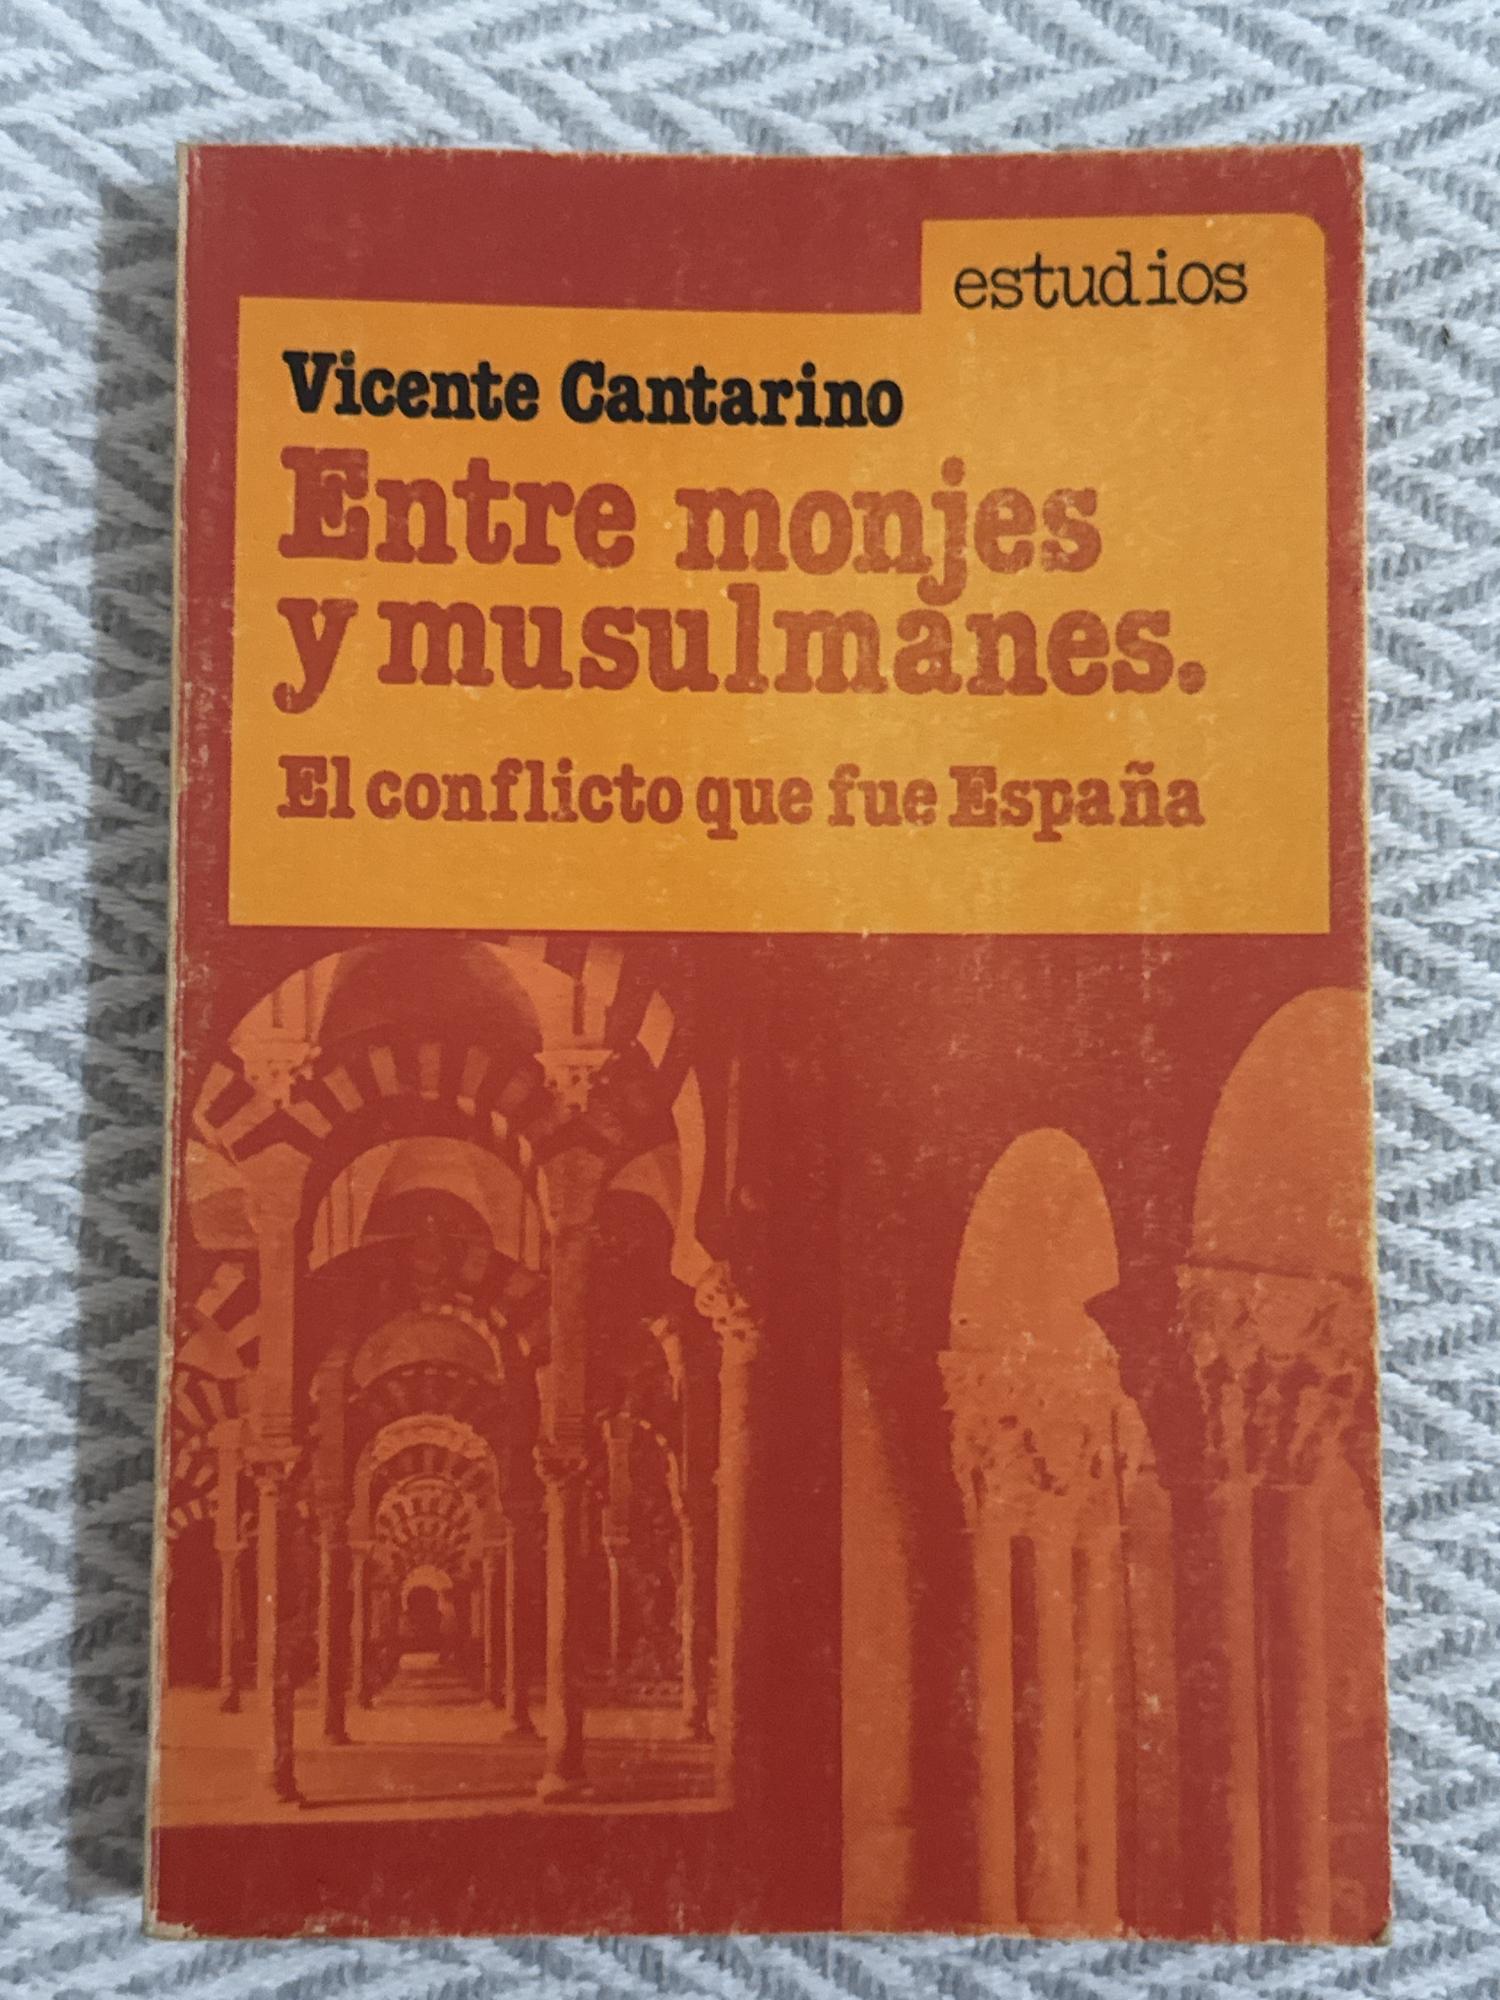 estudios
Vicente Cantarino
Entre monjes
y musulmanes.
El conflicto que fue España